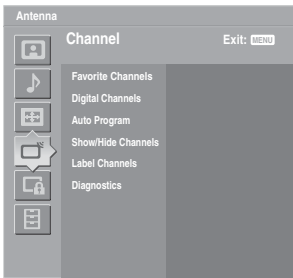 Antenna
Channel Exit: MENU
Favorite Channels
Digital Channels
Auto Program
Show/Hide Channels
Label Channels
Diagnostics